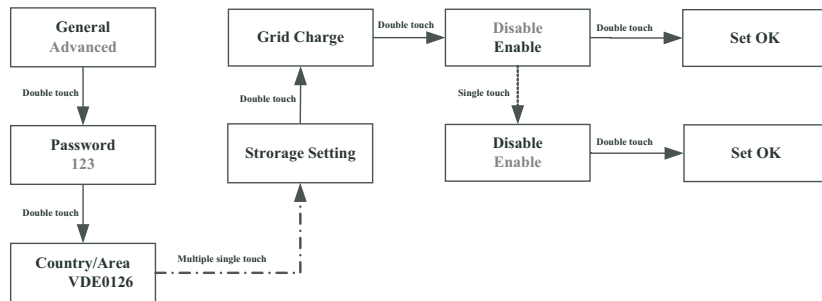 General
Advanced
Double touch
Password
123
Double touch
Country/Area
VDE0126
Multiple single touch
Strorage Setting
Double touch
Grid Charge
Double touch
Disable
Enable
Double touch
Set OK
Single touch
Disable
Enable
Double touch
Set OK